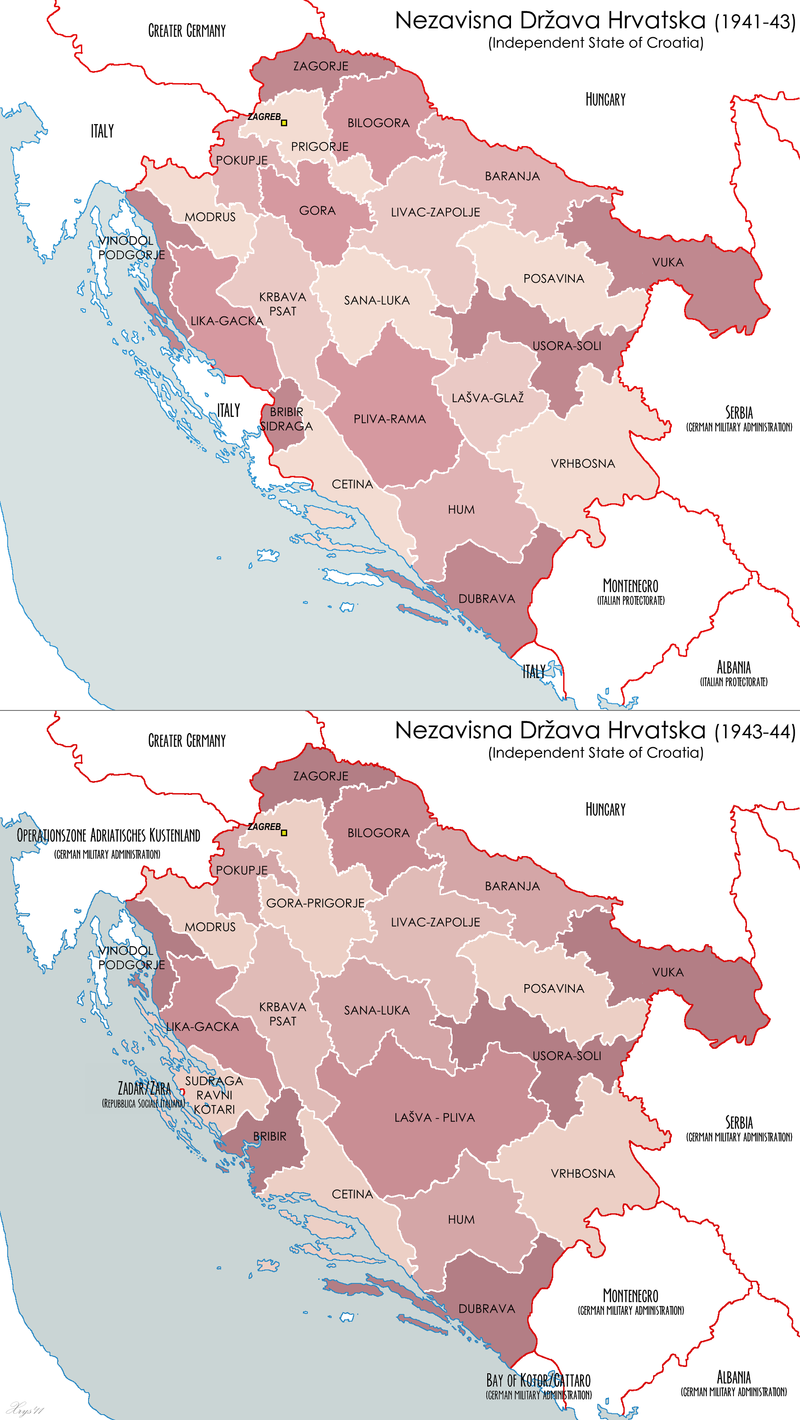 Nezavisna Država Hrvatska (1941-43)
(Independent State of Croatia)
GREATER GERMANY
ZAGORJE
HUNGARY
ZAGREB
BILOGORA
ITALY
PRIGORJE
POKUPJE
BARANJA
MODRUS
GORA
LIVAC-ZAPOLJE
VINODOL
PODGORJE
VUKA
POSAVINA
KRBAVA
PSAT
SANA-LUKA
LIKA-GACKA
USORA-SOLI
LAŠVA-GLAŽ
ITALY
BRIBIR
SIDRAGA
PLIVA-RAMA
SERBIA
(GERMAN MILITARY ADMINISTRATION)
VRHBOSNA
CETINA
HUM
MONTENEGRO
(ITALIAN PROTECTORATE)
DUBRAVA
ITALY
ALBANIA
(ITALIAN PROTECTORATE)
Nezavisna Država Hrvatska (1943-44)
(Independent State of Croatia)
GREATER GERMANY
ZAGORJE
HUNGARY
ZAGREB
BILOGORA
OPERATIONSZONE ADRIATISCHES KUSTENLAND
(GERMAN MILITARY ADMINISTRATION)
POKUPJE
BARANJA
GORA-PRIGORJE
MODRUS
LIVAC-ZAPOLJE
VINODOL
PODGORJE
VUKA
POSAVINA
KRBAVA
PSAT
SANA-LUKA
LIKA-GACKA
USORA-SOLI
ZADAR/ZARA
(REPUBBLICA SOCIALE ITALIANA)
SUDRAGA
RAVNI
KOTARI
LAŠVA - PLIVA
BRIBIR
SERBIA
(GERMAN MILITARY ADMINISTRATION)
VRHBOSNA
CETINA
HUM
MONTENEGRO
(GERMAN MILITARY ADMINISTRATION)
DUBRAVA
BAY OF KOTOR/CATTARO
(GERMAN MILITARY ADMINISTRATION)
ALBANIA
(GERMAN MILITARY ADMINISTRATION)